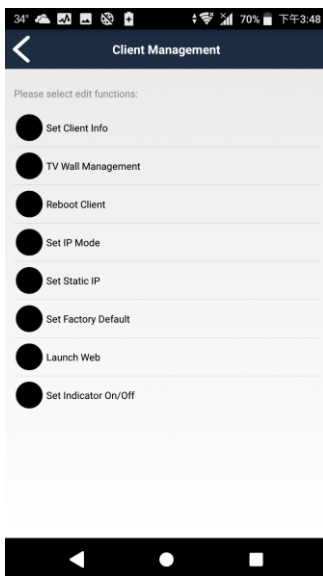 34° 70% 下午3:48
Client Management
Please select edit functions:
Set Client Info
TV Wall Management
Reboot Client
Set IP Mode
Set Static IP
Set Factory Default
Launch Web
Set Indicator On/Off